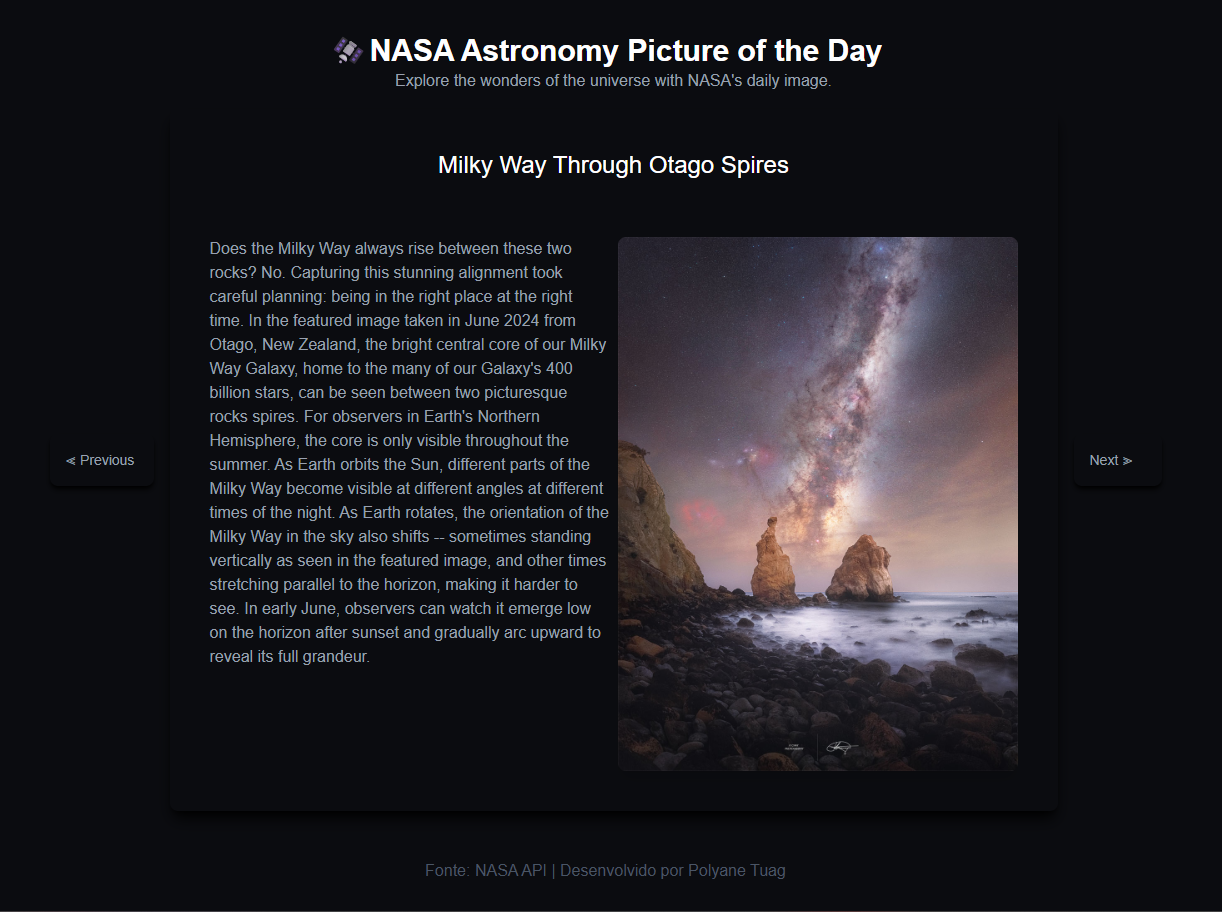 NASA Astronomy Picture of the Day
Explore the wonders of the universe with NASA's daily image.
Milky Way Through Otago Spires
Does the Milky Way always rise between these two
rocks? No. Capturing this stunning alignment took
careful planning: being in the right place at the right
time. In the featured image taken in June 2024 from
Otago, New Zealand, the bright central core of our Milky
Way Galaxy, home to the many of our Galaxy's 400
billion stars, can be seen between two picturesque
rocks spires. For observers in Earth's Northern
Hemisphere, the core is only visible throughout the
summer. As Earth orbits the Sun, different parts of the
Milky Way become visible at different angles at different
times of the night. As Earth rotates, the orientation of the
Milky Way in the sky also shifts -- sometimes standing
vertically as seen in the featured image, and other times
stretching parallel to the horizon, making it harder to
see. In early June, observers can watch it emerge low
on the horizon after sunset and gradually arc upward to
reveal its full grandeur.
⪪ Previous
Next ⪫
Fonte: NASA API | Desenvolvido por Polyane Tuag